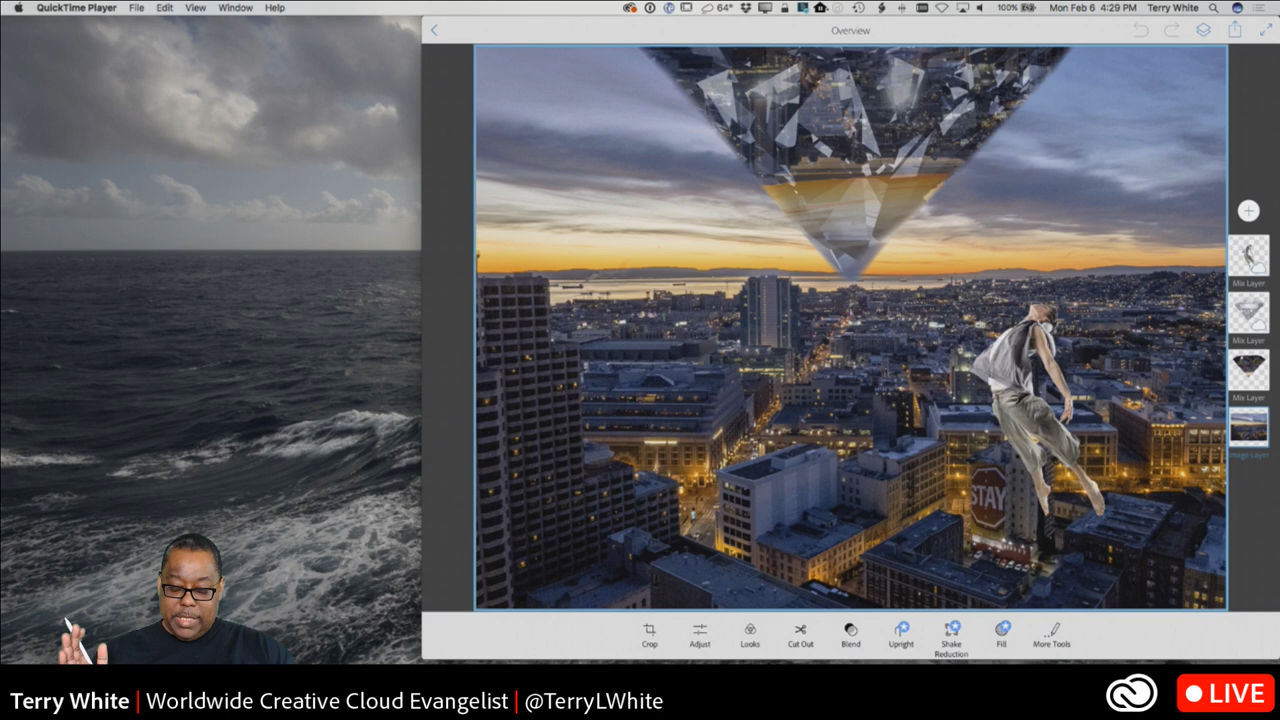 QuickTime Player File Edit View Window Help
64° 100% Mon Feb 6 4:29 PM Terry White
Overview
Mix Layer
Mix Layer
Mix Layer
Image Layer
STAY
Crop Adjust Looks Cut Out Blend Upright Shake Reduction Fill More Tools
Terry White | Worldwide Creative Cloud Evangelist | @TerryLWhite
LIVE